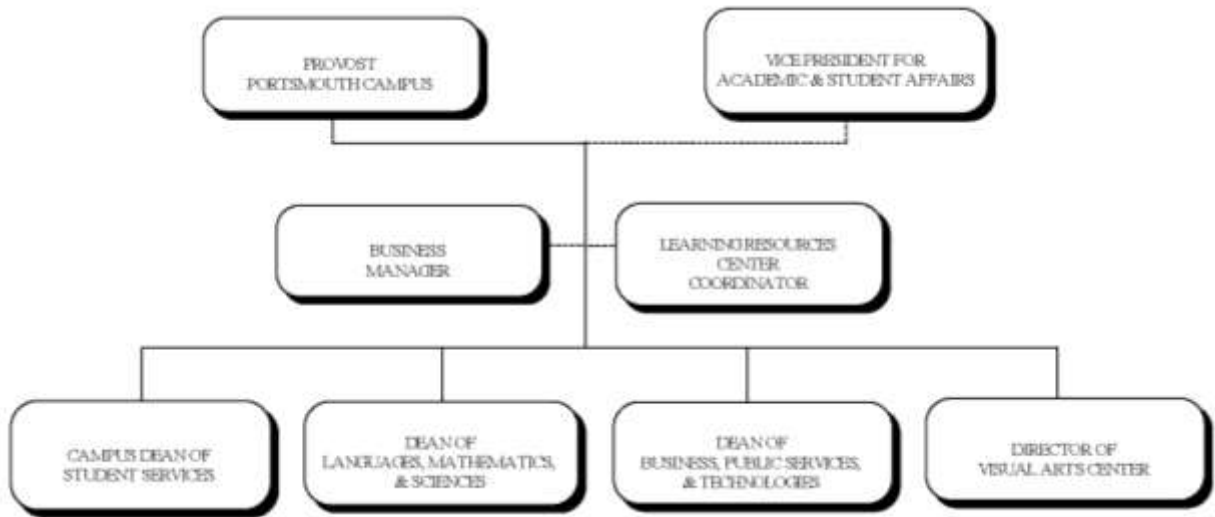 PROVOST
PORTSMOUTH CAMPUS
VICE PRESIDENT FOR
ACADEMIC & STUDENT AFFAIRS
BUSINESS
MANAGER
LEARNING RESOURCES
CENTER
COORDINATOR
CAMPUS DEAN OF
STUDENT SERVICES
DEAN OF
LANGUAGES, MATHEMATICS,
& SCIENCES
DEAN OF
BUSINESS, PUBLIC SERVICES,
& TECHNOLOGIES
DIRECTOR OF
VISUAL ARTS CENTER